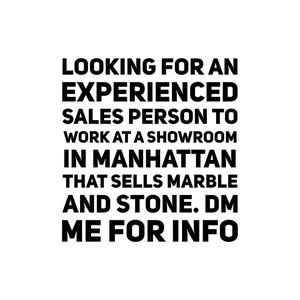 LOOKING FOR AN
EXPERIENCED
SALES PERSON TO
WORK AT A SHOWROOM
IN MANHATTAN
THAT SELLS MARBLE
AND STONE. DM
ME FOR INFO